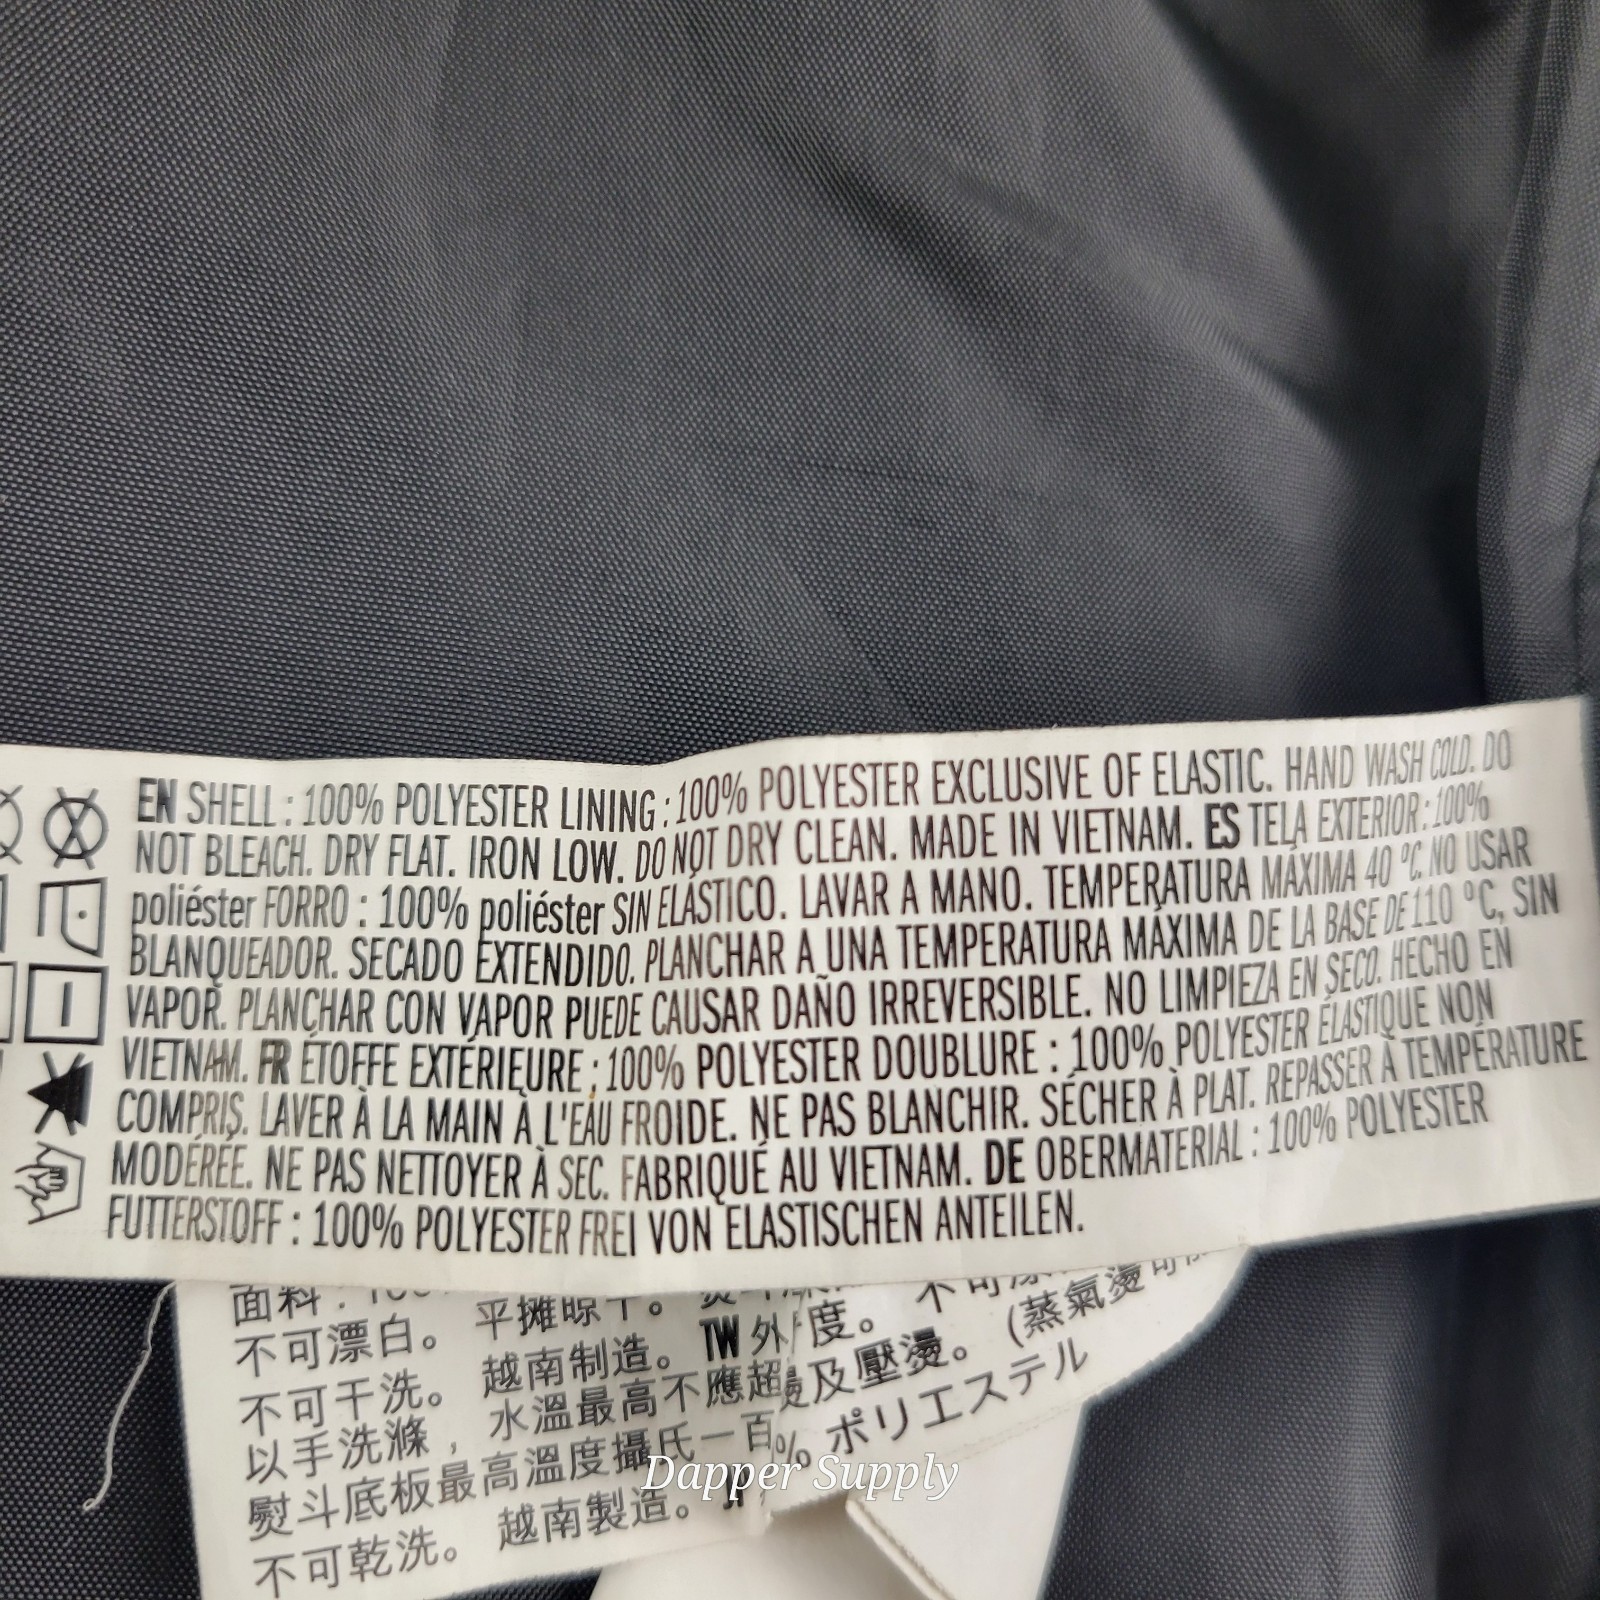 EN SHELL : 100% POLYESTER LINING : 100% POLYESTER EXCLUSIVE OF ELASTIC. HAND WASH COLD. DO
NOT BLEACH. DRY FLAT. IRON LOW. DO NOT DRY CLEAN. MADE IN VIETNAM. ES TELA EXTERIOR : 100%
poliéster FORRO : 100% poliéster SIN ELÁSTICO. LAVAR A MANO. TEMPERATURA MÁXIMA 40 °C. NO USAR
BLANQUEADOR. SECADO EXTENDIDO. PLANCHAR A UNA TEMPERATURA MÁXIMA DE LA BASE DE 110 °C, SIN
VAPOR. PLANCHAR CON VAPOR PUEDE CAUSAR DAÑO IRREVERSIBLE. NO LIMPIEZA EN SECO. HECHO EN
VIETNAM. FR ÉTOFFE EXTÉRIEURE : 100% POLYESTER DOUBLURE : 100% POLYESTER ÉLASTIQUE NON
COMPRIS. LAVER À LA MAIN À L'EAU FROIDE. NE PAS BLANCHIR. SÉCHER À PLAT. REPASSER À TEMPÉRATURE
MODÉRÉE. NE PAS NETTOYER À SEC. FABRIQUÉ AU VIETNAM. DE OBERMATERIAL : 100% POLYESTER
FUTTERSTOFF : 100% POLYESTER FREI VON ELASTISCHEN ANTEILEN.
面料 :
不可漂白。 平攤晾干。
不可干洗。 越南制造。 TW 外
以手洗滌, 水溫最高不應超
熨斗底板最高溫度攝氏一百
不可乾洗。 越南製造。 JP
度。 不可
及壓燙。 (蒸氣燙可
% ポリエステル
Dapper Supply